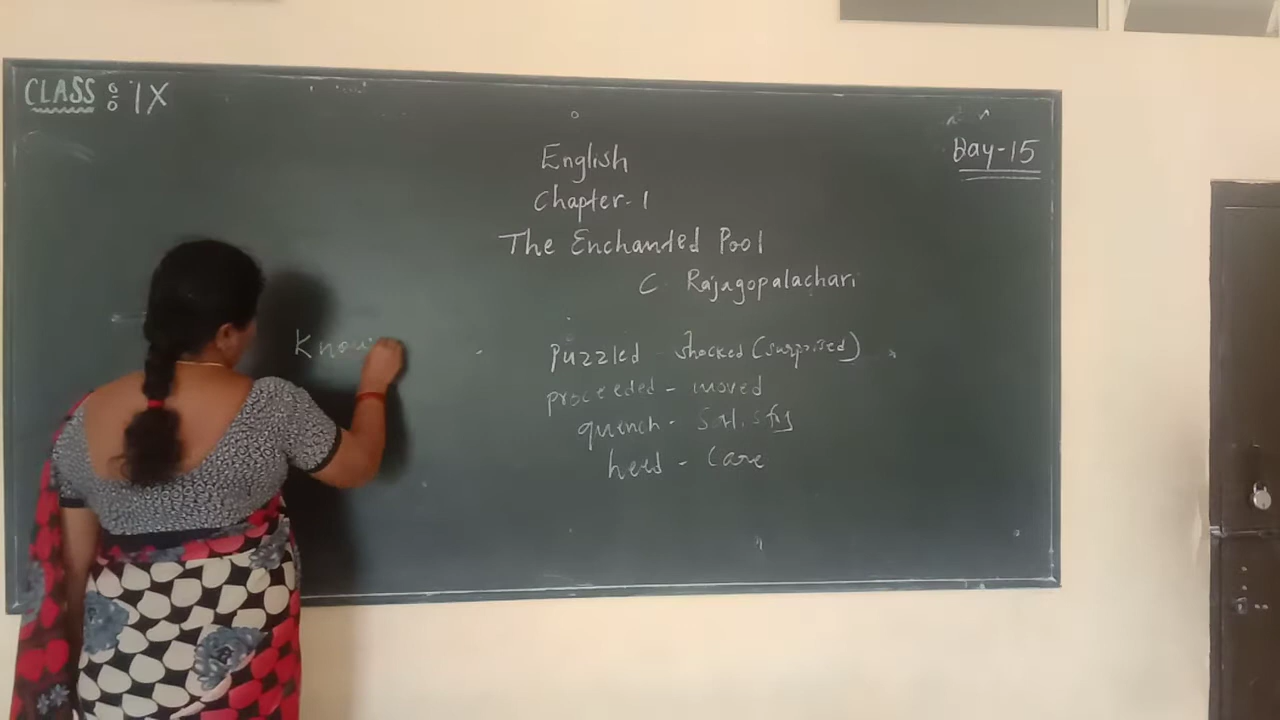 CLASS : IX
Day-15
English
Chapter-1
The Enchanded Pool
C Rajagopalachari
Know
Puzzled - shocked (surprised)
proceeded - moved
quench - Satisfy
heed - Care